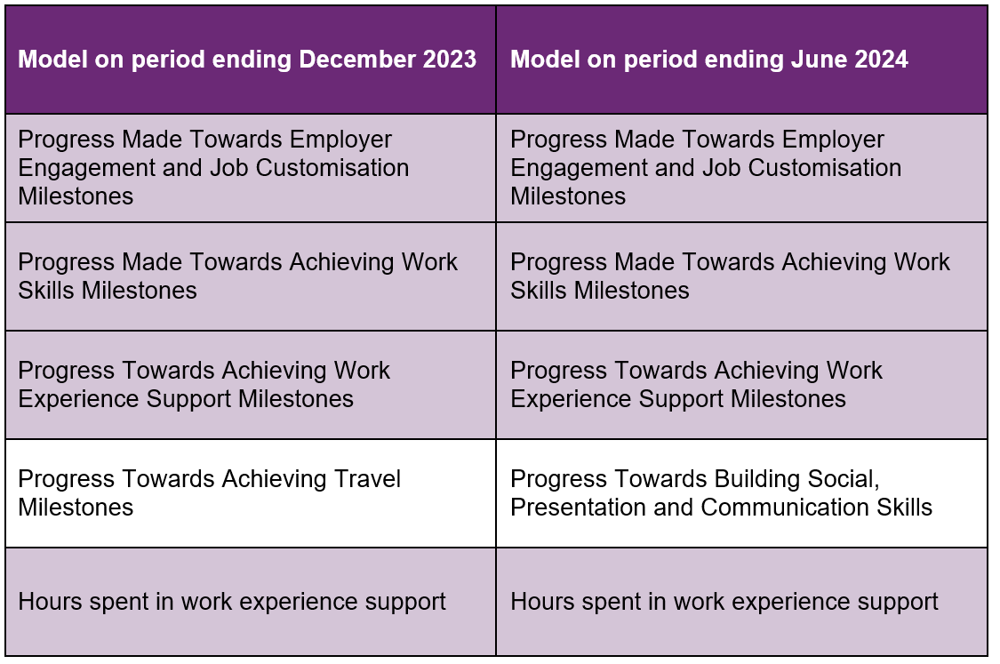 Model on period ending December 2023
Model on period ending June 2024
Progress Made Towards Employer
Engagement and Job Customisation
Milestones
Progress Made Towards Employer
Engagement and Job Customisation
Milestones
Progress Made Towards Achieving Work
Skills Milestones
Progress Made Towards Achieving Work
Skills Milestones
Progress Towards Achieving Work
Experience Support Milestones
Progress Towards Achieving Work
Experience Support Milestones
Progress Towards Achieving Travel
Milestones
Progress Towards Building Social,
Presentation and Communication Skills
Hours spent in work experience support
Hours spent in work experience support